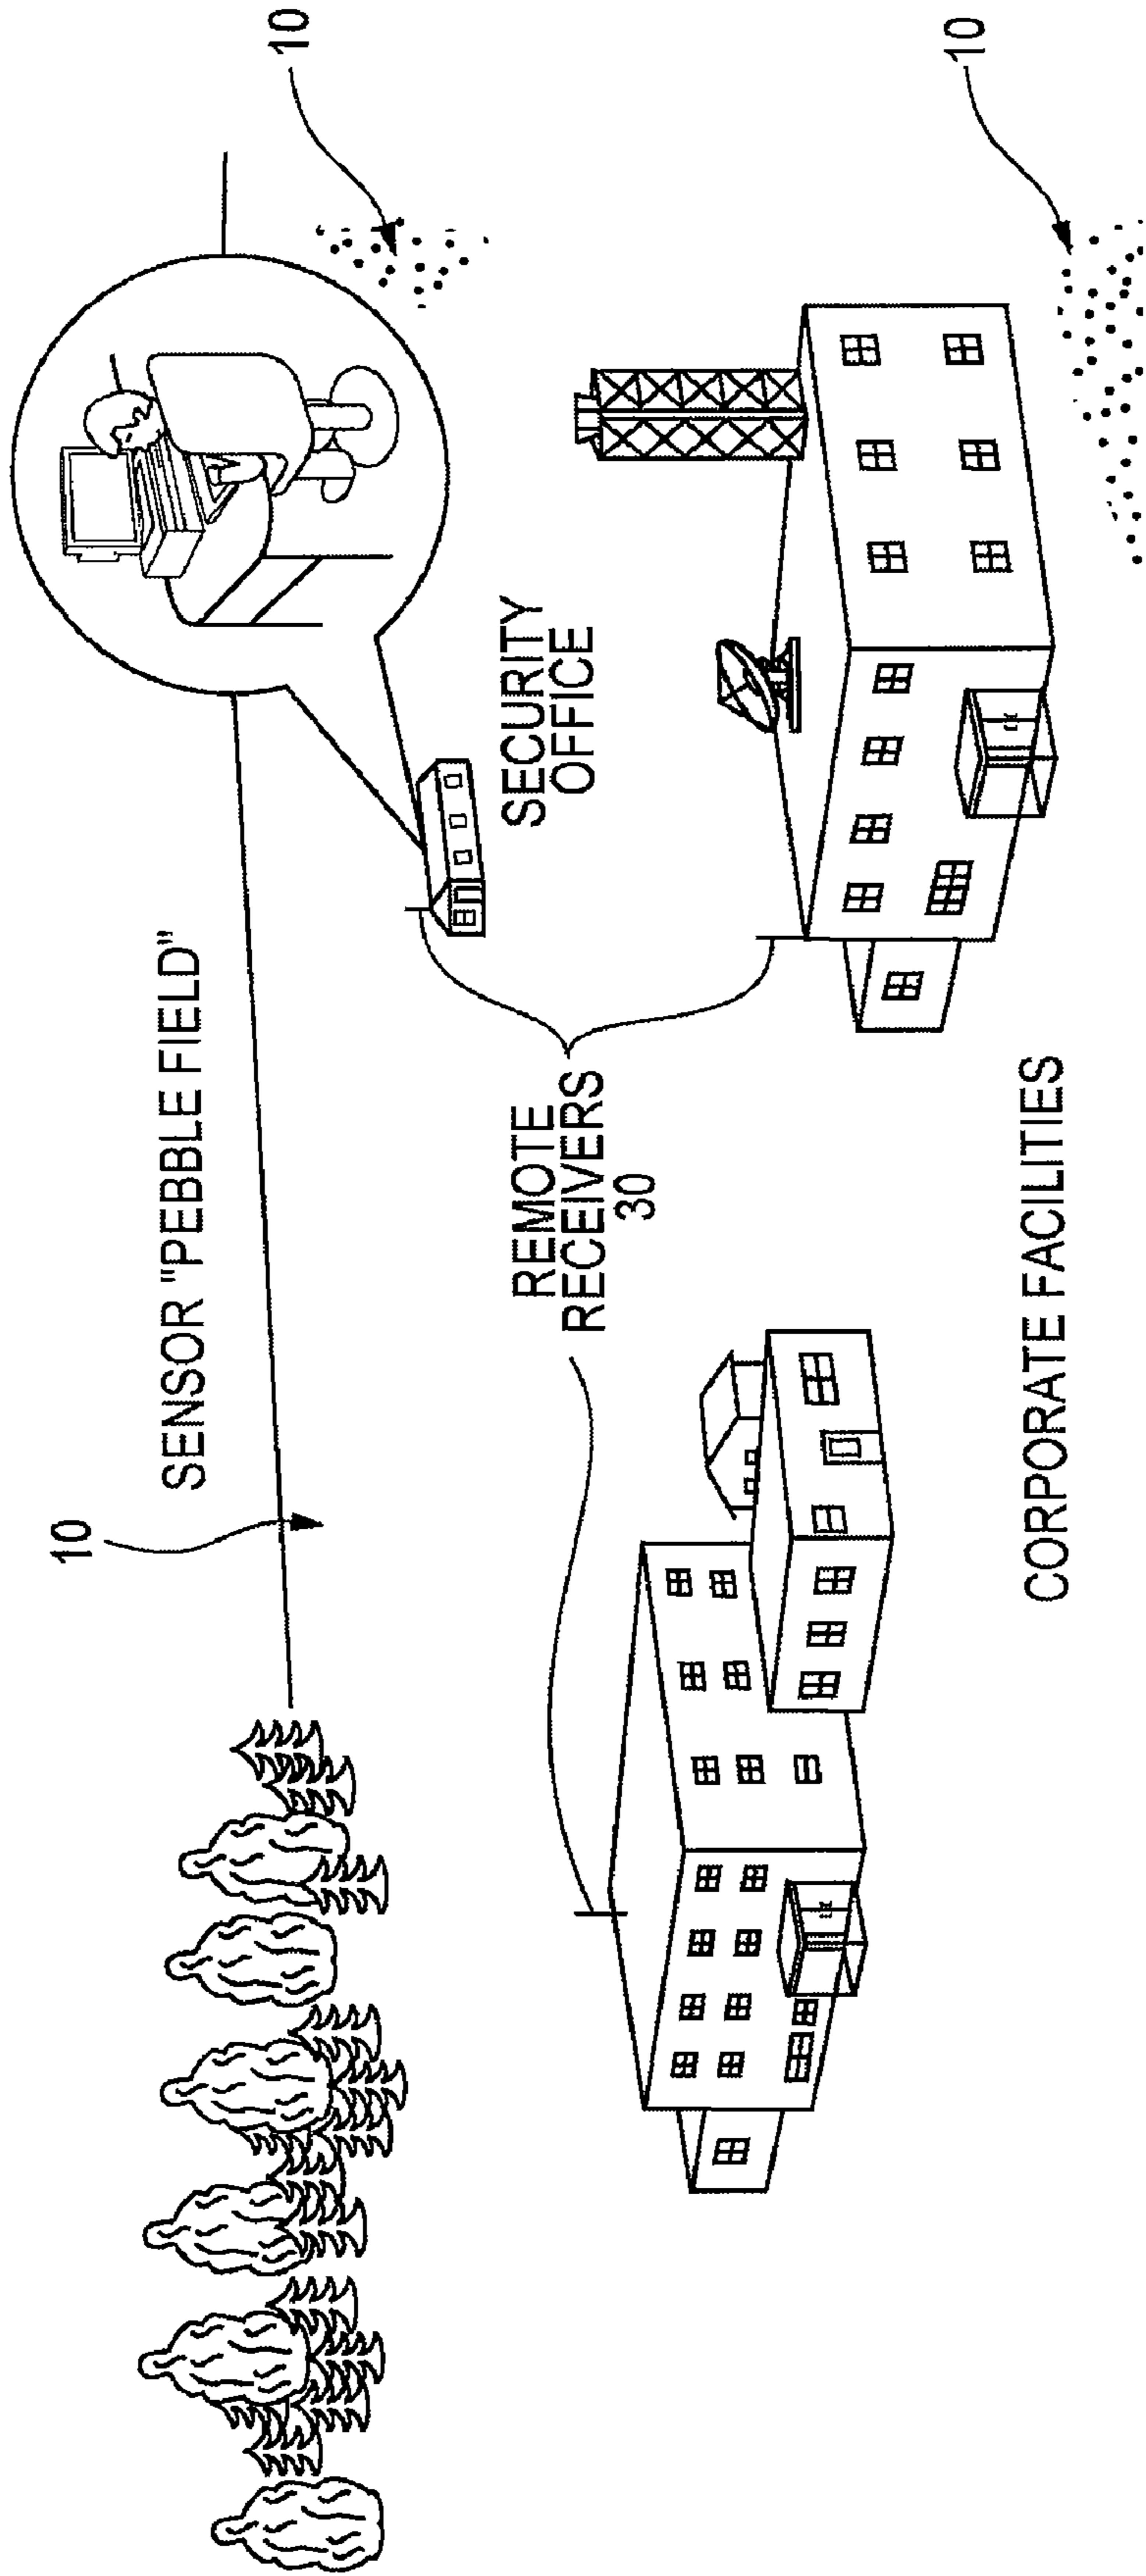 SENSOR "PEBBLE FIELD"
10
10
SECURITY
OFFICE
REMOTE
RECEIVERS
30
10
CORPORATE FACILITIES